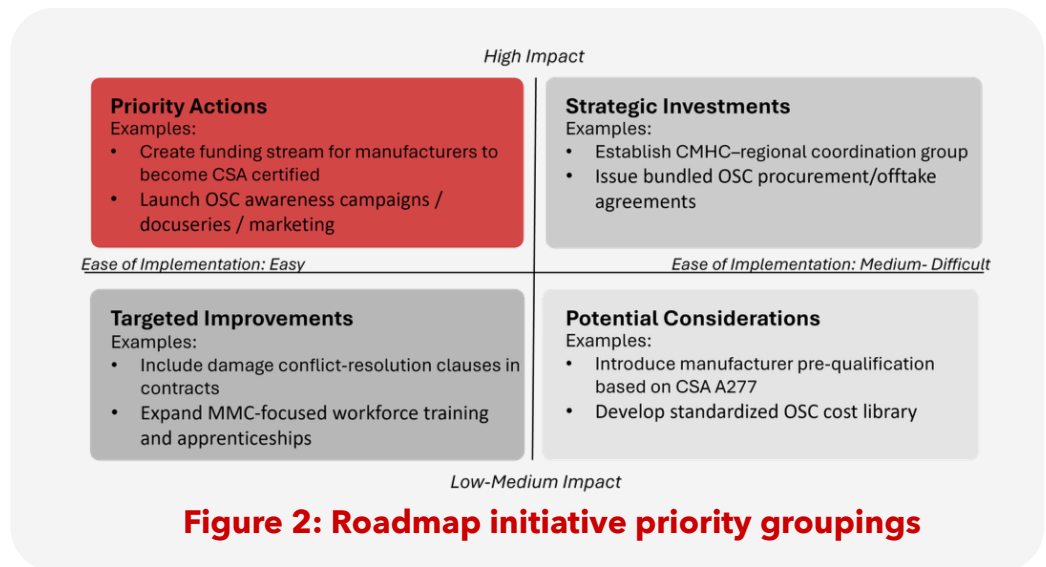 High Impact
Priority Actions
Examples:
• Create funding stream for manufacturers to
become CSA certified
• Launch OSC awareness campaigns /
docuseries / marketing
Strategic Investments
Examples:
• Establish CMHC–regional coordination group
• Issue bundled OSC procurement/offtake
agreements
Ease of Implementation: Easy
Ease of Implementation: Medium- Difficult
Targeted Improvements
Examples:
• Include damage conflict-resolution clauses in
contracts
• Expand MMC-focused workforce training
and apprenticeships
Potential Considerations
Examples:
• Introduce manufacturer pre-qualification
based on CSA A277
• Develop standardized OSC cost library
Low-Medium Impact
Figure 2: Roadmap initiative priority groupings